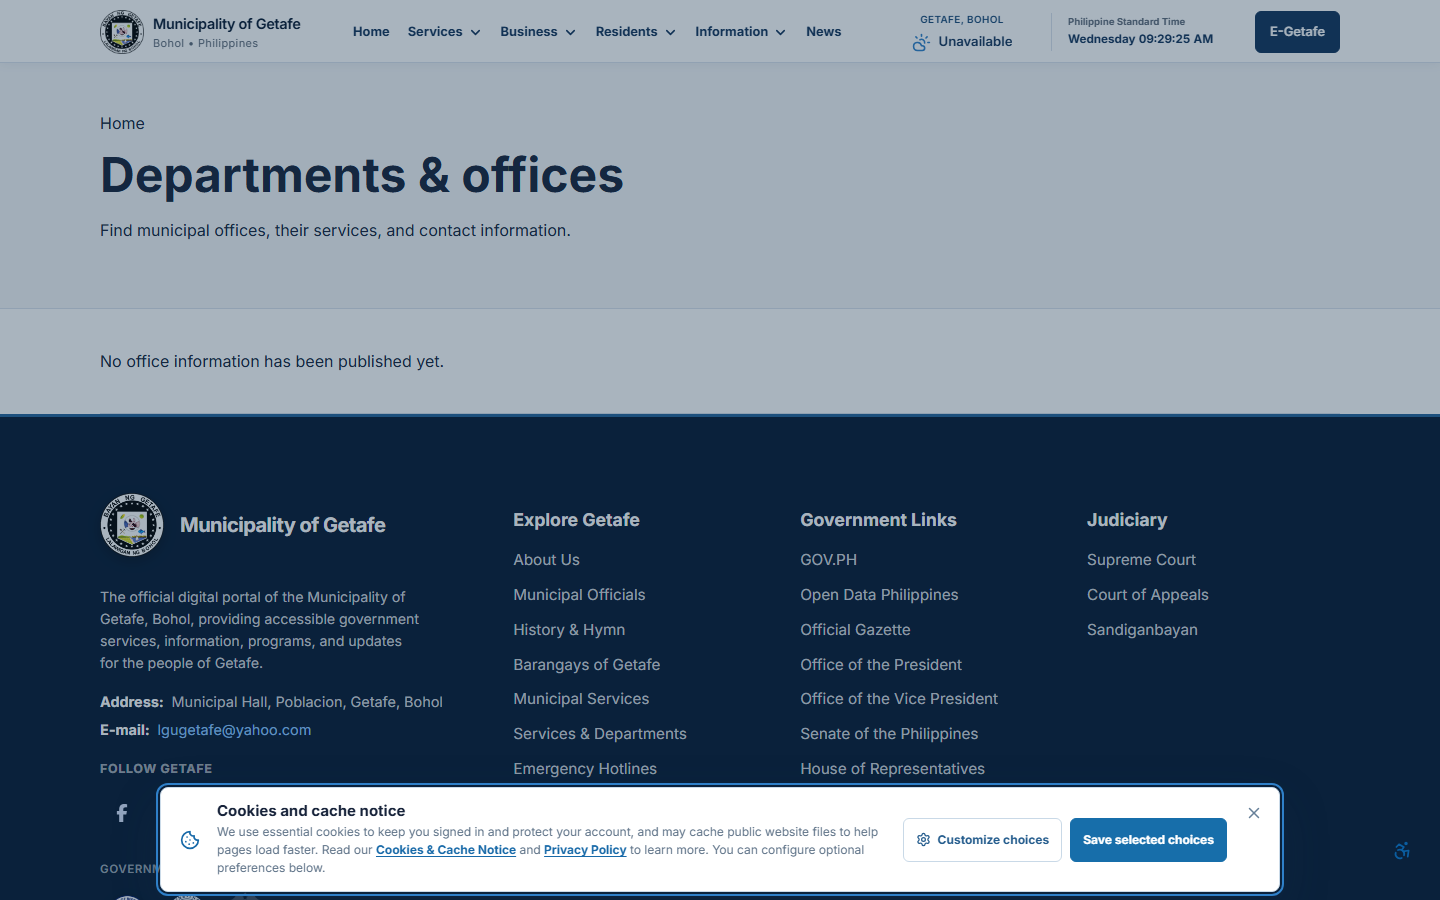 Municipality of Getafe
Bohol • Philippines
Home
Services
Business
Residents
Information
News
GETAFE, BOHOL
Unavailable
Philippine Standard Time
Wednesday 09:29:25 AM
E-Getafe
Home
Departments & offices
Find municipal offices, their services, and contact information.
No office information has been published yet.
Municipality of Getafe
The official digital portal of the Municipality of
Getafe, Bohol, providing accessible government
services, information, programs, and updates
for the people of Getafe.
Address: Municipal Hall, Poblacion, Getafe, Bohol
E-mail: lgugetafe@yahoo.com
FOLLOW GETAFE
Explore Getafe
About Us
Municipal Officials
History & Hymn
Barangays of Getafe
Municipal Services
Services & Departments
Emergency Hotlines
Government Links
GOV.PH
Open Data Philippines
Official Gazette
Office of the President
Office of the Vice President
Senate of the Philippines
House of Representatives
Judiciary
Supreme Court
Court of Appeals
Sandiganbayan
Cookies and cache notice
We use essential cookies to keep you signed in and protect your account, and may cache public website files to help
pages load faster. Read our Cookies & Cache Notice and Privacy Policy to learn more. You can configure optional
preferences below.
Customize choices
Save selected choices